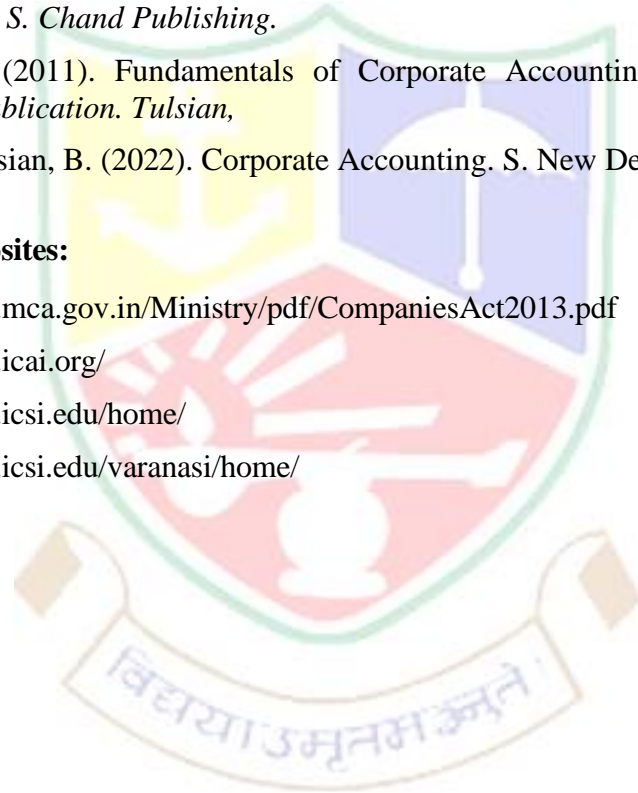 S. Chand Publishing.
(2011). Fundamentals of Corporate Accountin
blication. Tulsian,
sian, B. (2022). Corporate Accounting. S. New De
sites:
.mca.gov.in/Ministry/pdf/CompaniesAct2013.pdf
icai.org/
icsi.edu/home/
icsi.edu/varanasi/home/
विद्यया ऽमृतमश्नुते